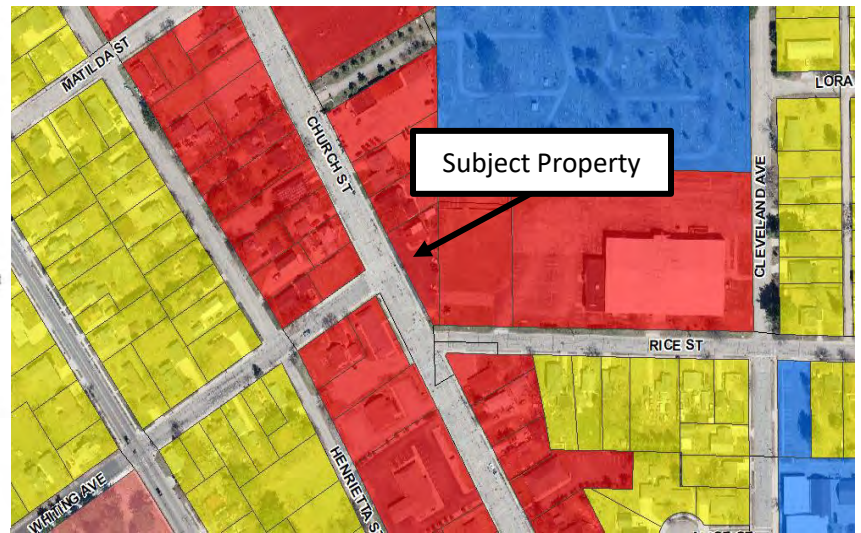 MATILDA ST
LORA
CHURCH ST
Subject Property
CLEVELAND AVE
RICE ST
HENRIETTA ST
WHITING AVE